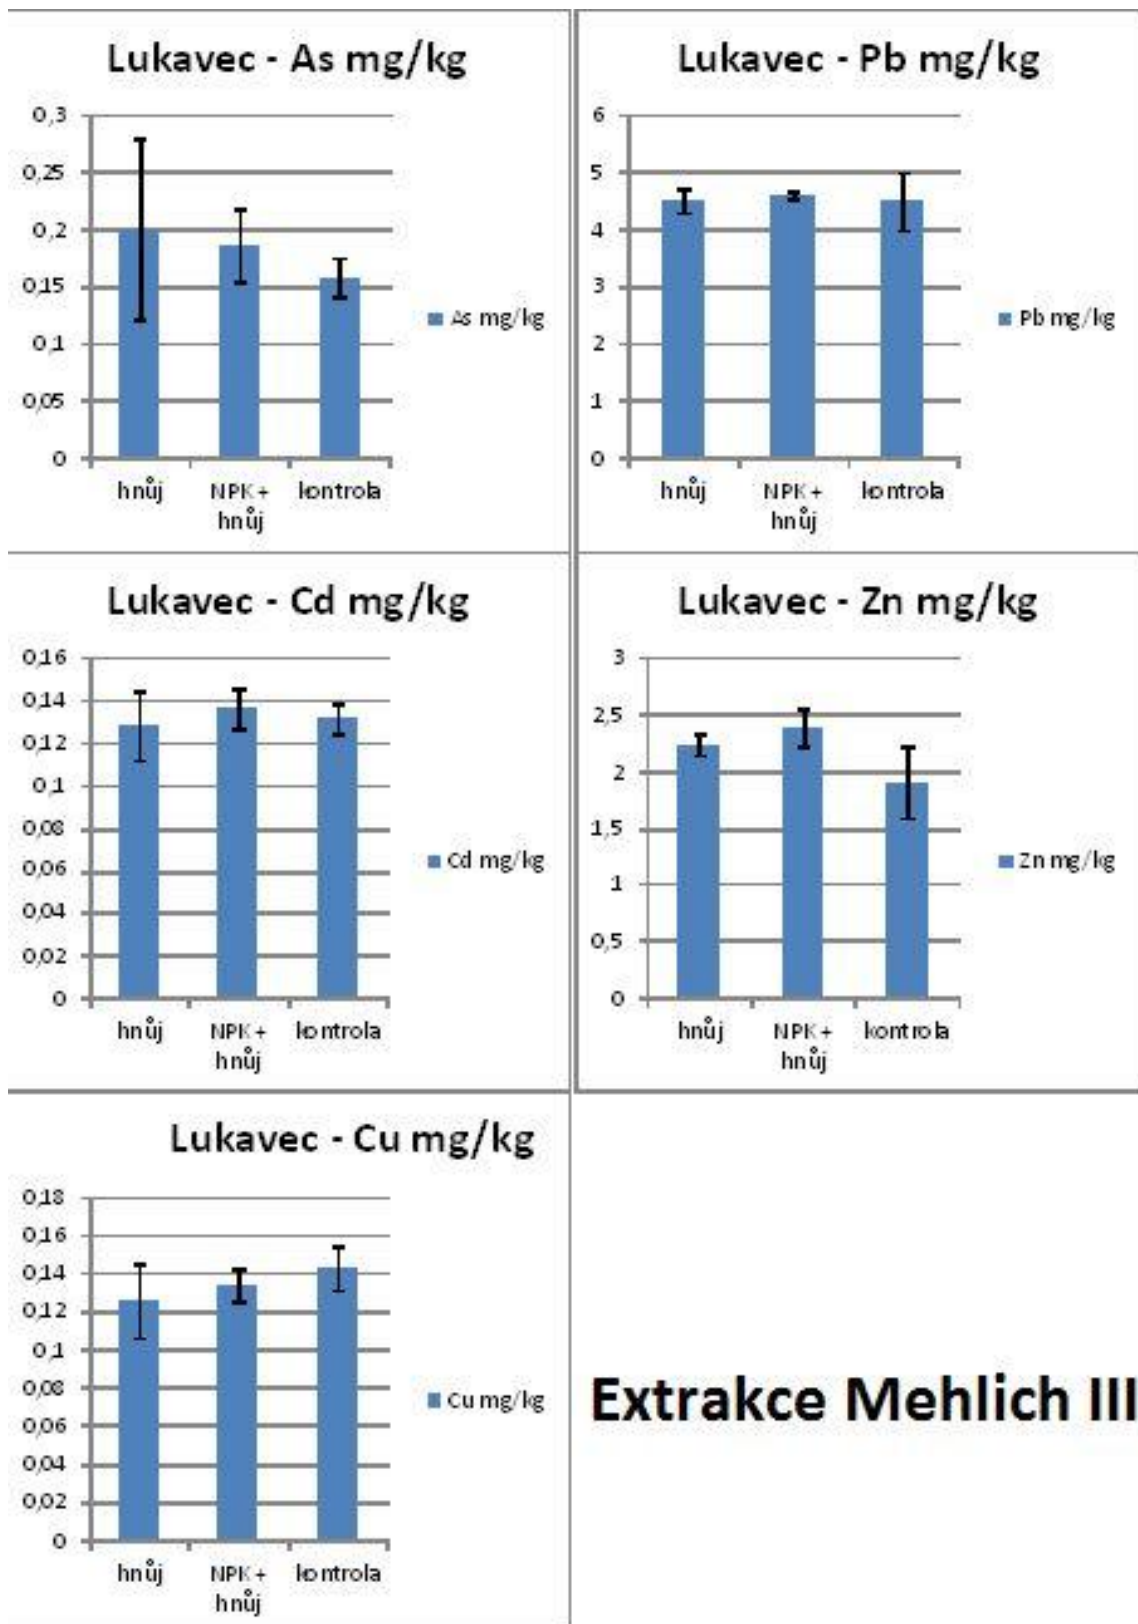 Lukavec - As mg/kg
0,3
0,25
0,2
0,15
0,1
0,05
0
hnůj
NPK +
hnůj
kontrola
As mg/kg
Lukavec - Pb mg/kg
6
5
4
3
2
1
0
hnůj
NPK +
hnůj
kontrola
Pb mg/kg
Lukavec - Cd mg/kg
0,16
0,14
0,12
0,1
0,08
0,06
0,04
0,02
0
hnůj
NPK +
hnůj
kontrola
Cd mg/kg
Lukavec - Zn mg/kg
3
2,5
2
1,5
1
0,5
0
hnůj
NPK +
hnůj
kontrola
Zn mg/kg
Lukavec - Cu mg/kg
0,18
0,16
0,14
0,12
0,1
0,08
0,06
0,04
0,02
0
hnůj
NPK +
hnůj
kontrola
Cu mg/kg
Extrakce Mehlich III